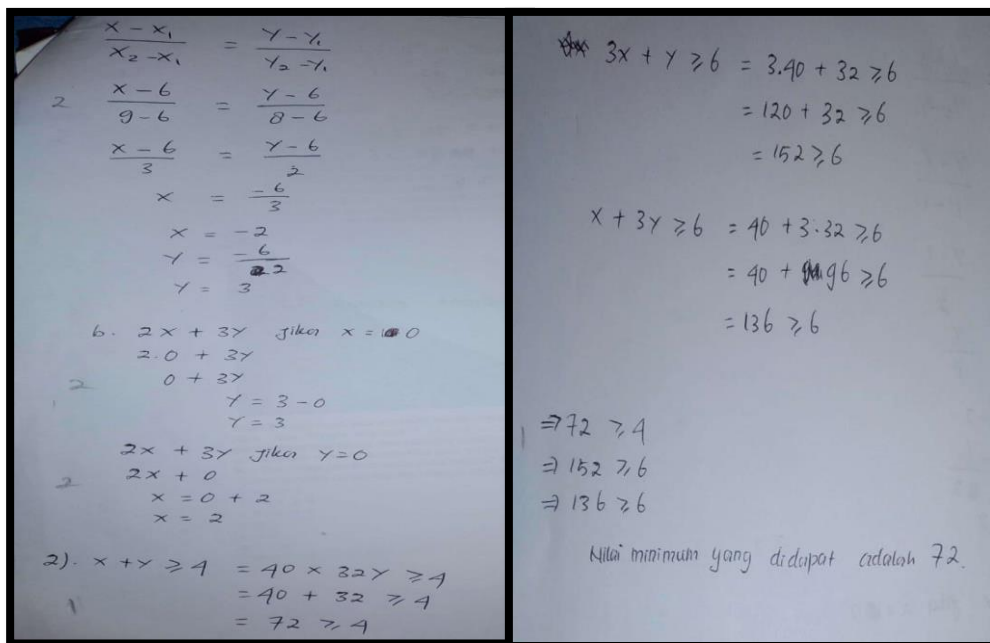 x - x₁ / x₂ - x₁ = y - y₁ / y₂ - y₁
2 x - 6 / 9 - 6 = y - 6 / 8 - 6
x - 6 / 3 = y - 6 / 2
x = -6 / 3
x = -2
y = -6 / 2
y = 3
b. 2x + 3y jika x = 0
2.0 + 3y
2 0 + 3y
y = 3 - 0
y = 3
2x + 3y jika y = 0
2 2x + 0
x = 0 + 2
x = 2
2). x + y ≥ 4 = 40 x 32y ≥ 4
= 40 + 32 ≥ 4
1 = 72 ≥ 4
3x + y ≥ 6 = 3.40 + 32 ≥ 6
= 120 + 32 ≥ 6
= 152 ≥ 6
x + 3y ≥ 6 = 40 + 3.32 ≥ 6
= 40 + 96 ≥ 6
= 136 ≥ 6
⇒ 72 ≥ 4
⇒ 152 ≥ 6
⇒ 136 ≥ 6
Nilai minimum yang didapat adalah 72.